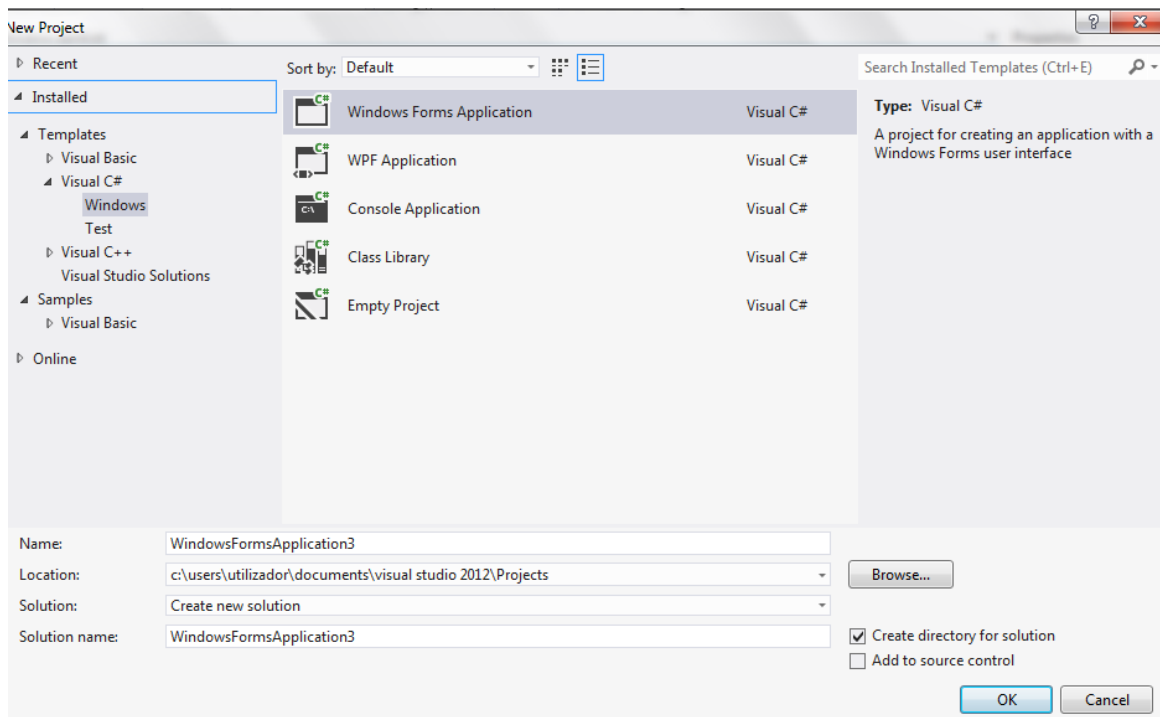 New Project
Recent
Installed
Templates
Visual Basic
Visual C#
Windows
Test
Visual C++
Visual Studio Solutions
Samples
Visual Basic
Online
Sort by: Default
Windows Forms Application Visual C#
WPF Application Visual C#
Console Application Visual C#
Class Library Visual C#
Empty Project Visual C#
Search Installed Templates (Ctrl+E)
Type: Visual C#
A project for creating an application with a
Windows Forms user interface
Name: WindowsFormsApplication3
Location: c:\users\utilizador\documents\visual studio 2012\Projects
Browse...
Solution: Create new solution
Solution name: WindowsFormsApplication3
Create directory for solution
Add to source control
OK Cancel